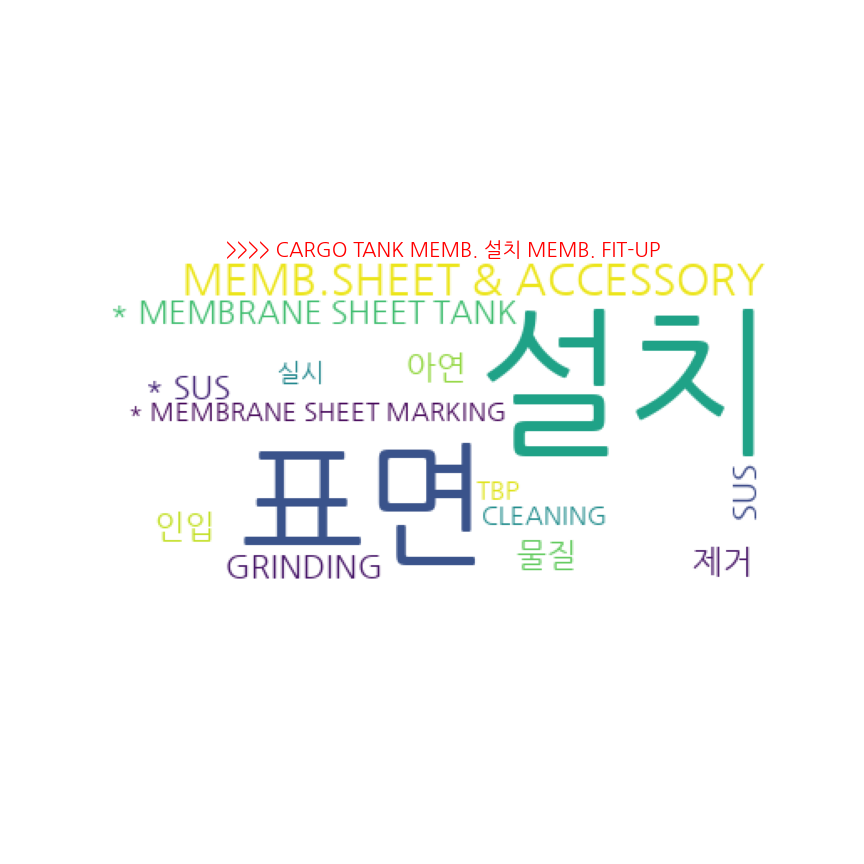 >>>> CARGO TANK MEMB. 설치 MEMB. FIT-UP
MEMB.SHEET & ACCESSORY
* MEMBRANE SHEET TANK
설치
실시
아연
* SUS
* MEMBRANE SHEET MARKING
표면
SUS
TBP
CLEANING
인입
물질
제거
GRINDING